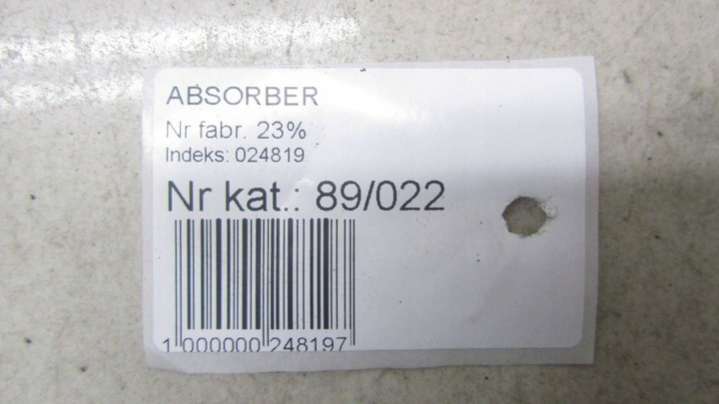 ABSORBER
Nr fabr. 23%
Indeks: 024819
Nr kat.: 89/022
1 000000 248197